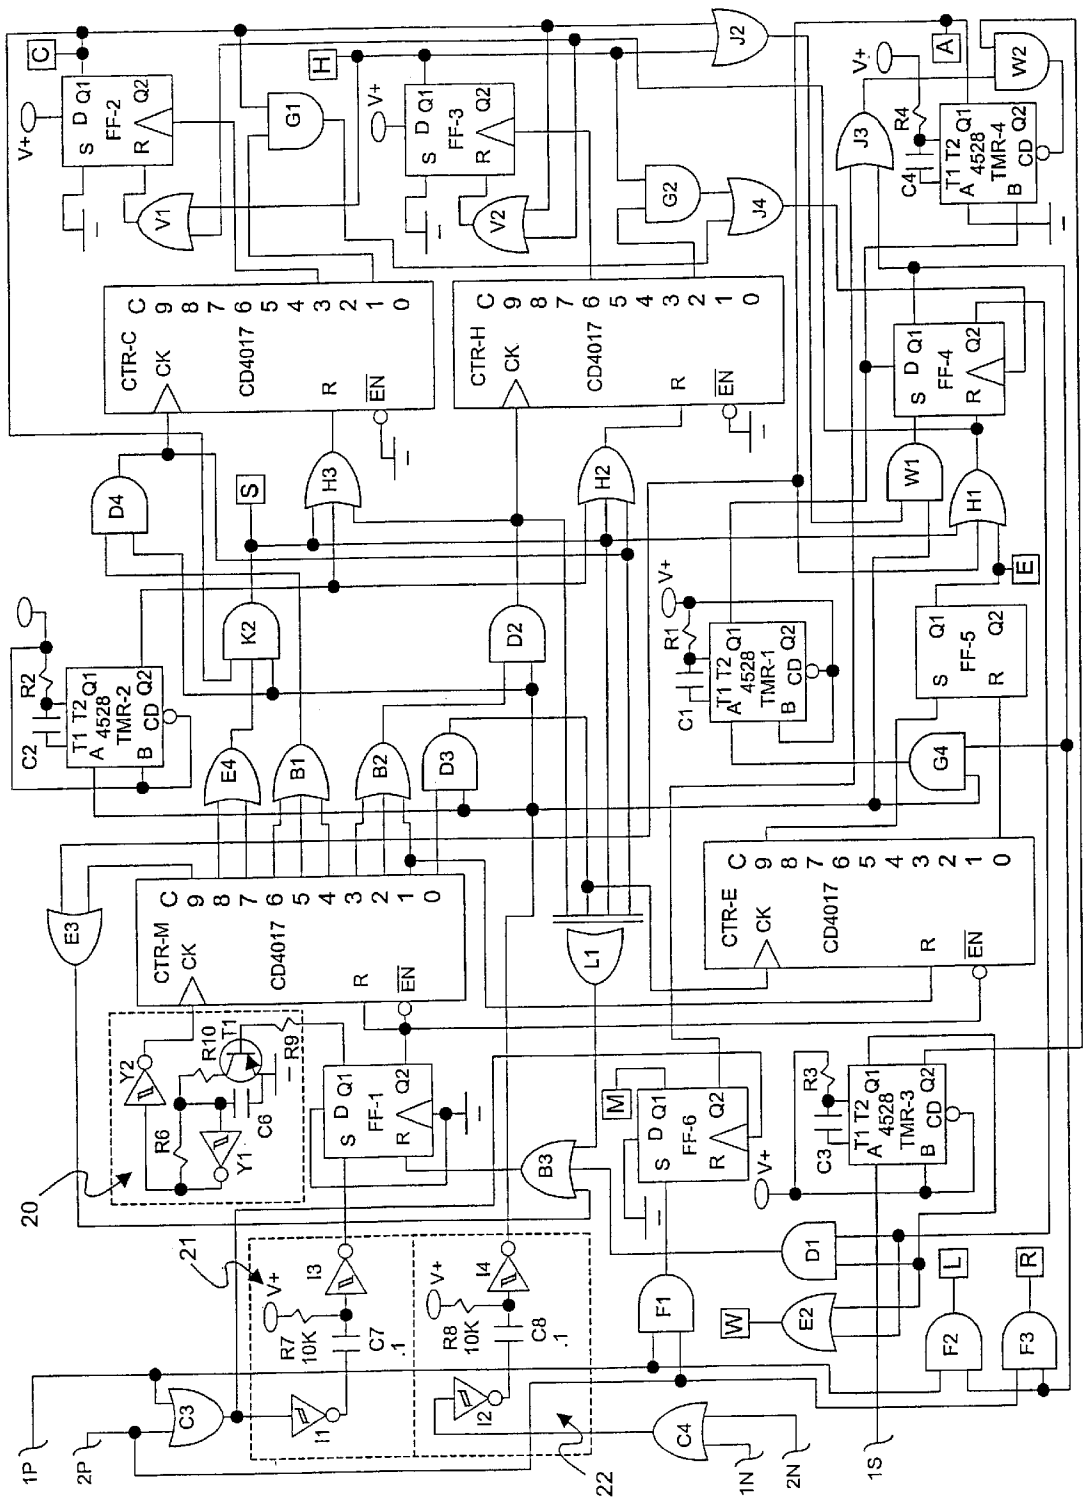 C
V+
D Q1
FF-2
S
R Q2
V1
G1
H
V+
D Q1
FF-3
S
R Q2
V2
G2
J4
J2
V+
R4
C4
J3
A
W2
T1 T2 Q1
4528
TMR-4
A
B CD Q2
CTR-C
CK
CD4017
R
EN
C
9
8
7
6
5
4
3
2
1
0
CTR-H
CK
CD4017
R
EN
C
9
8
7
6
5
4
3
2
1
0
S D Q1
FF-4
R Q2
D4
S
H3
H2
W1
H1
E
R2
C2
T1 T2 Q1
4528
TMR-2
A
B CD Q2
K2
D2
V+
R1
C1
T1 T2 Q1
4528
TMR-1
A
B CD Q2
Q1
S
FF-5
R Q2
E4
B1
B2
D3
G4
E3
CTR-M
CK
CD4017
R
EN
C
9
8
7
6
5
4
3
2
1
0
L1
CTR-E
CK
CD4017
R
EN
C
9
8
7
6
5
4
3
2
1
0
20
Y2
R10
T1
R9
R6
C6
Y1
S D Q1
FF-1
R Q2
M
S D Q1
FF-6
R Q2
B3
V+
R3
C3
T1 T2 Q1
4528
TMR-3
A
B CD Q2
21
V+
I3
R7
10K
C7
.1
I1
V+
I4
R8
10K
C8
.1
I2
22
F1
D1
W
E2
L
F2
R
F3
C3
C4
1P
2P
1N
2N
1S